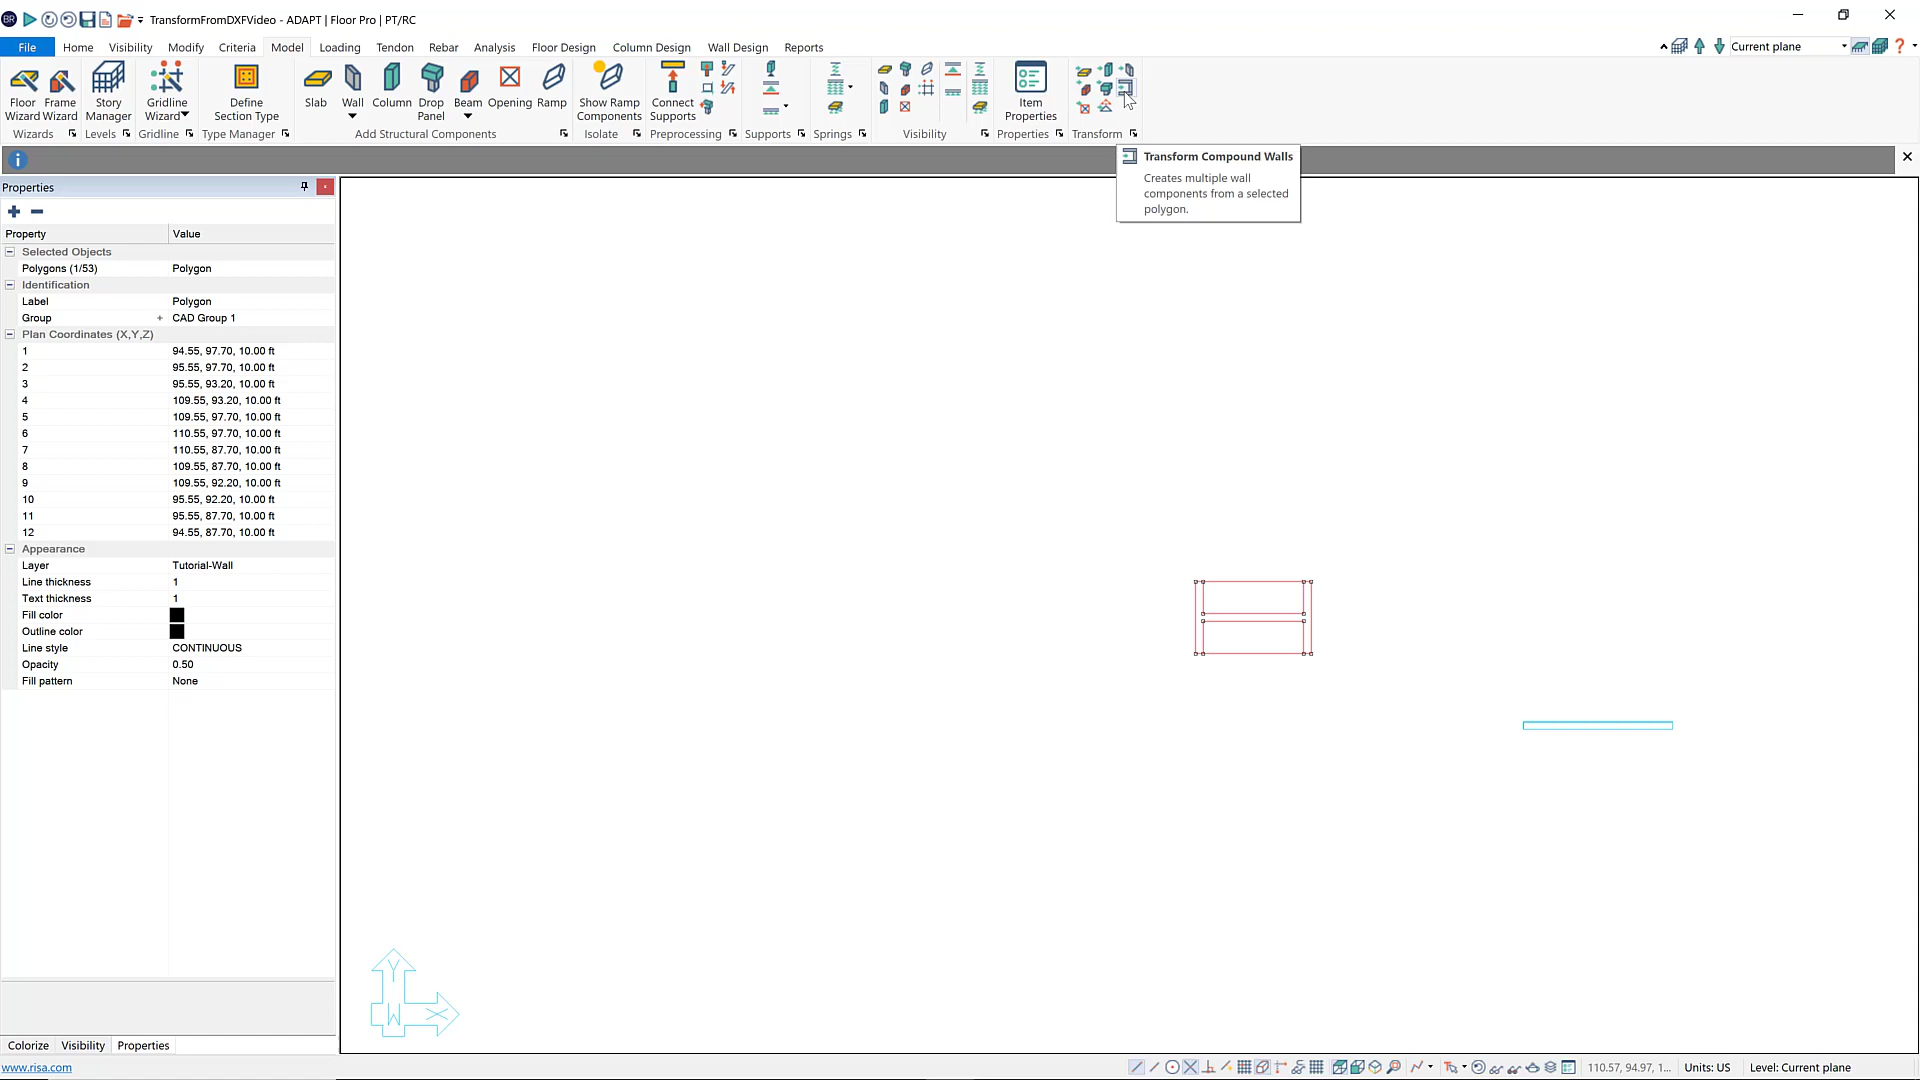 TransformFromDXFVideo - ADAPT | Floor Pro | PT/RC
File Home Visibility Modify Criteria Model Loading Tendon Rebar Analysis Floor Design Column Design Wall Design Reports Current plane
Floor Wizard
Frame Wizard
Story Manager
Gridline Wizard
Define Section Type
Slab
Wall
Column
Drop Panel
Beam
Opening
Ramp
Show Ramp Components
Connect Supports
Item Properties
Wizards Levels Gridline Type Manager Add Structural Components Isolate Preprocessing Supports Springs Visibility Properties Transform
Transform Compound Walls
Creates multiple wall
components from a selected
polygon.
Properties
Property Value
Selected Objects
Polygons (1/53) Polygon
Identification
Label Polygon
Group + CAD Group 1
Plan Coordinates (X,Y,Z)
1 94.55, 97.70, 10.00 ft
2 95.55, 97.70, 10.00 ft
3 95.55, 93.20, 10.00 ft
4 109.55, 93.20, 10.00 ft
5 109.55, 97.70, 10.00 ft
6 110.55, 97.70, 10.00 ft
7 110.55, 87.70, 10.00 ft
8 109.55, 87.70, 10.00 ft
9 109.55, 92.20, 10.00 ft
10 95.55, 92.20, 10.00 ft
11 95.55, 87.70, 10.00 ft
12 94.55, 87.70, 10.00 ft
Appearance
Layer Tutorial-Wall
Line thickness 1
Text thickness 1
Fill color
Outline color
Line style CONTINUOUS
Opacity 0.50
Fill pattern None
Y
W X
Colorize Visibility Properties
www.risa.com 110.57, 94.97, 1... Units: US Level: Current plane